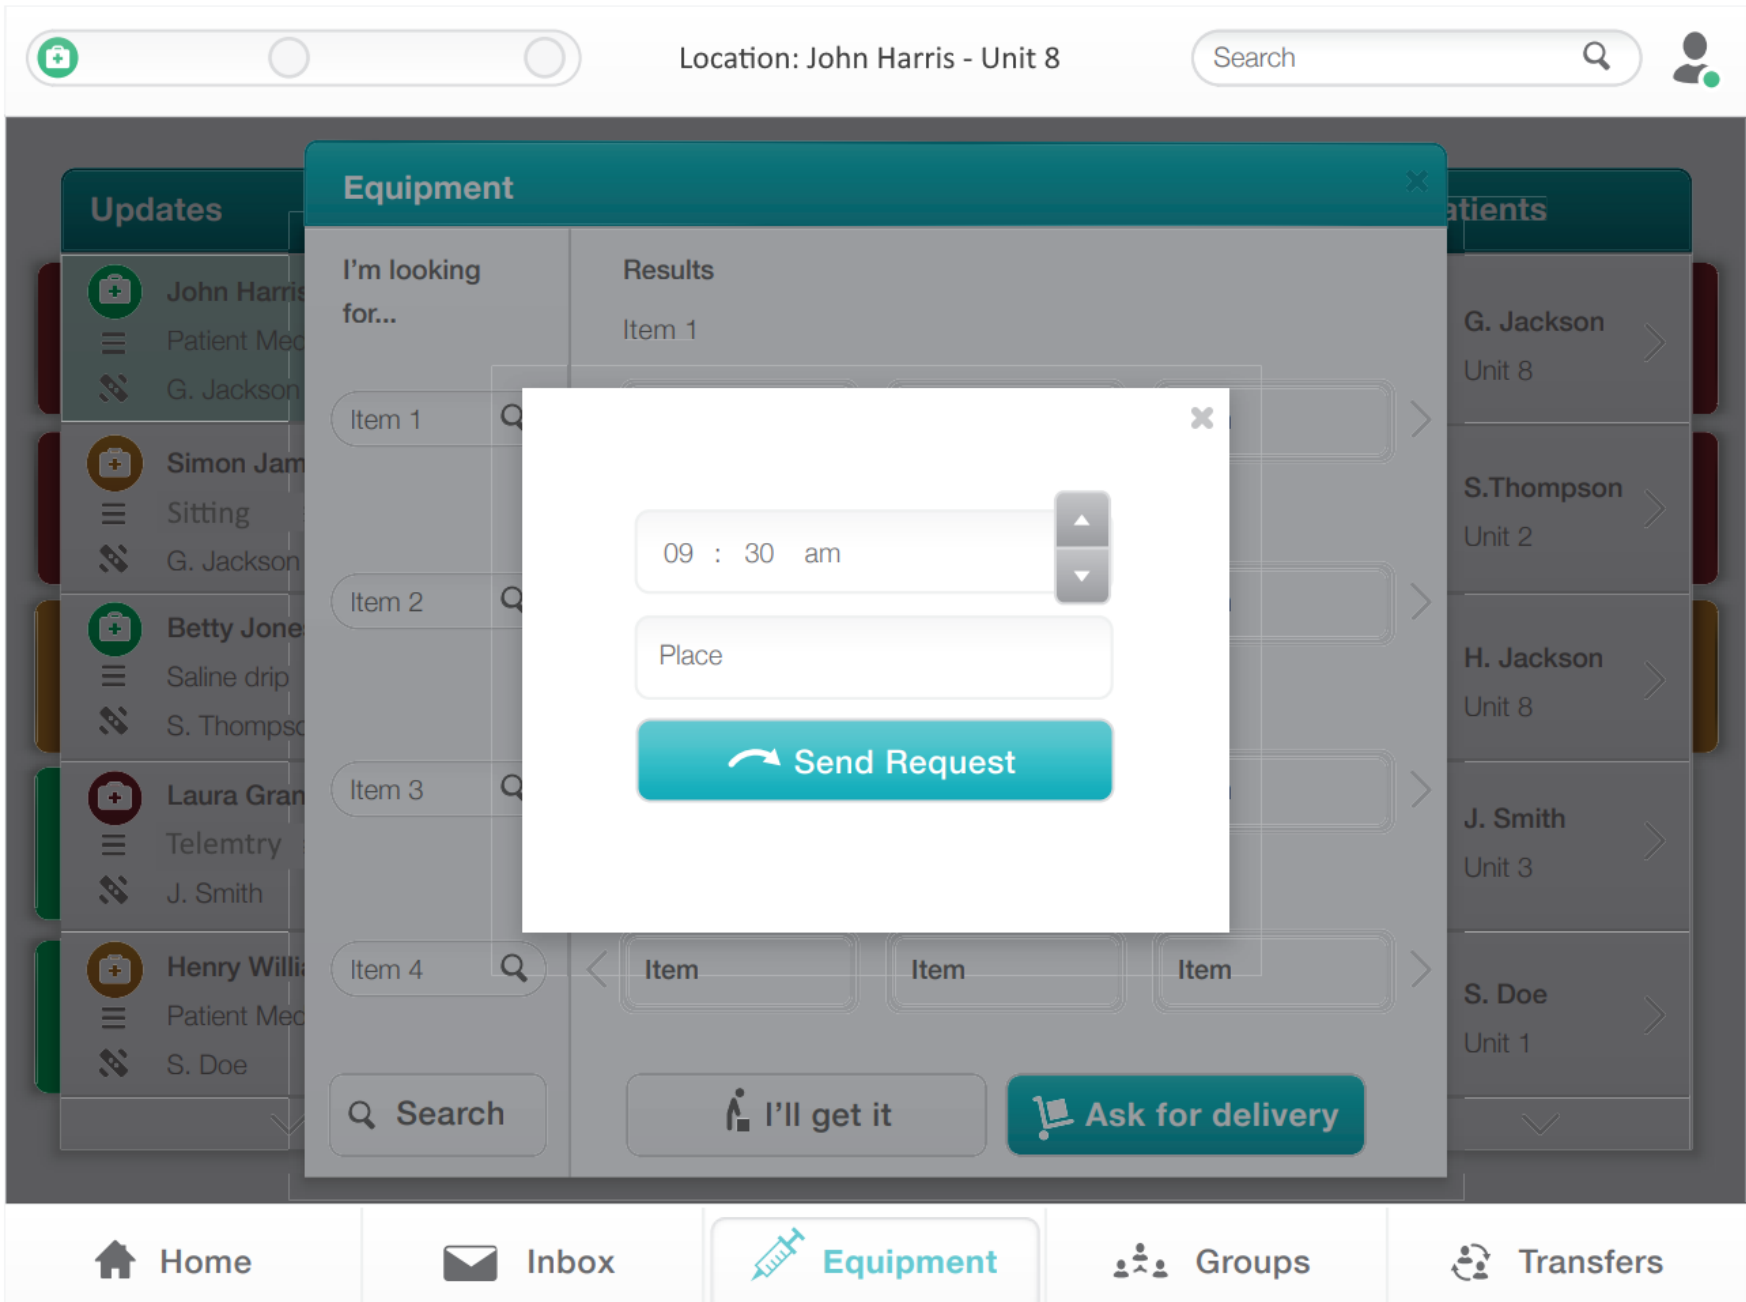 Location: John Harris - Unit 8
Search
Updates
John Harris
Patient Med
G. Jackson
Simon Jam
Sitting
G. Jackson
Betty Jone
Saline drip
S. Thompso
Laura Gran
Telemtry
J. Smith
Henry Willia
Patient Med
S. Doe
Equipment
I'm looking
for...
Item 1
Item 2
Item 3
Item 4
Search
Results
Item 1
Item Item Item
I'll get it
Ask for delivery
09 : 30 am
Place
Send Request
atients
G. Jackson
Unit 8
S.Thompson
Unit 2
H. Jackson
Unit 8
J. Smith
Unit 3
S. Doe
Unit 1
Home
Inbox
Equipment
Groups
Transfers